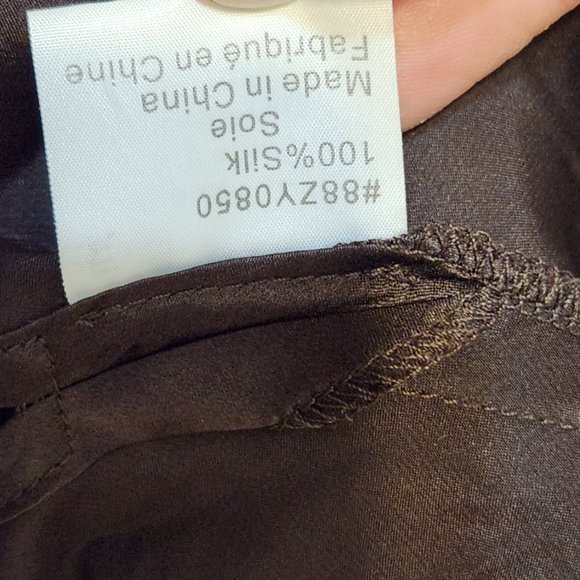 #88ZY0850
100%Silk
Soie
Made in China
Fabriqué en Chine